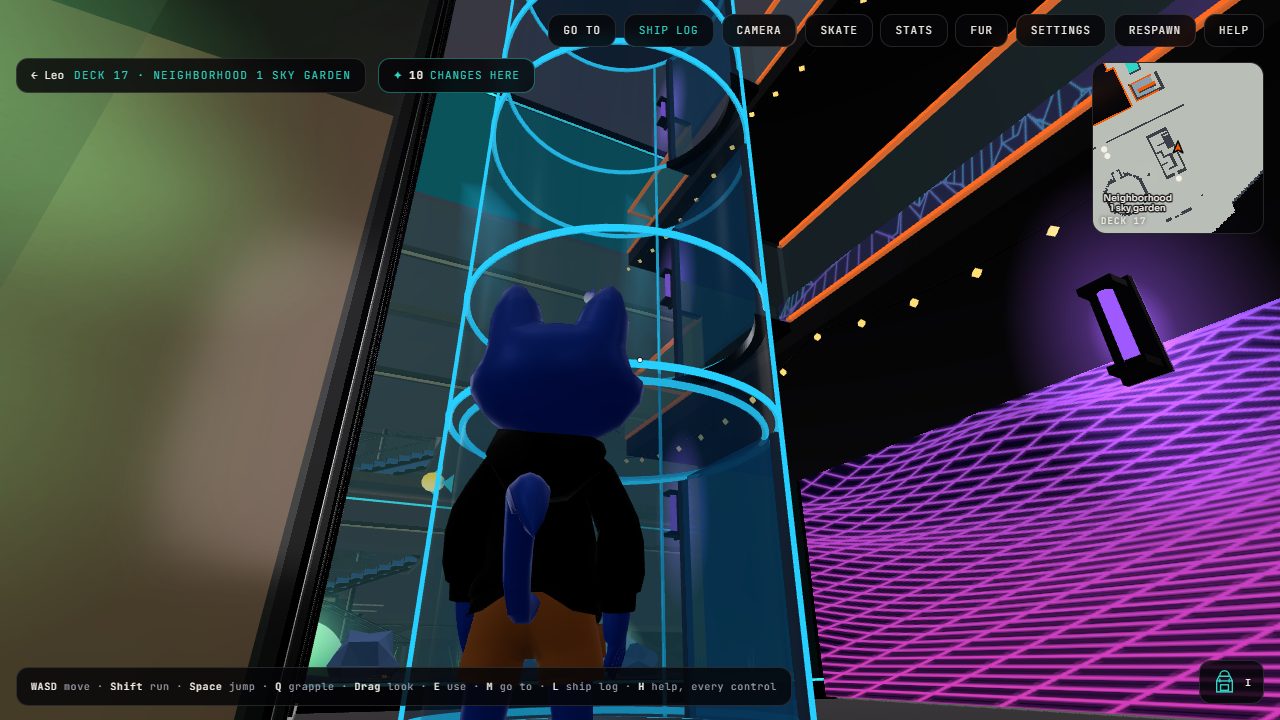 GO TO
SHIP LOG
CAMERA
SKATE
STATS
FUR
SETTINGS
RESPAWN
HELP
← Leo DECK 17 · NEIGHBORHOOD 1 SKY GARDEN
✦ 10 CHANGES HERE
Neighborhood
1 sky garden
DECK 17
WASD move · Shift run · Space jump · Q grapple · Drag look · E use · M go to · L ship log · H help, every control
I